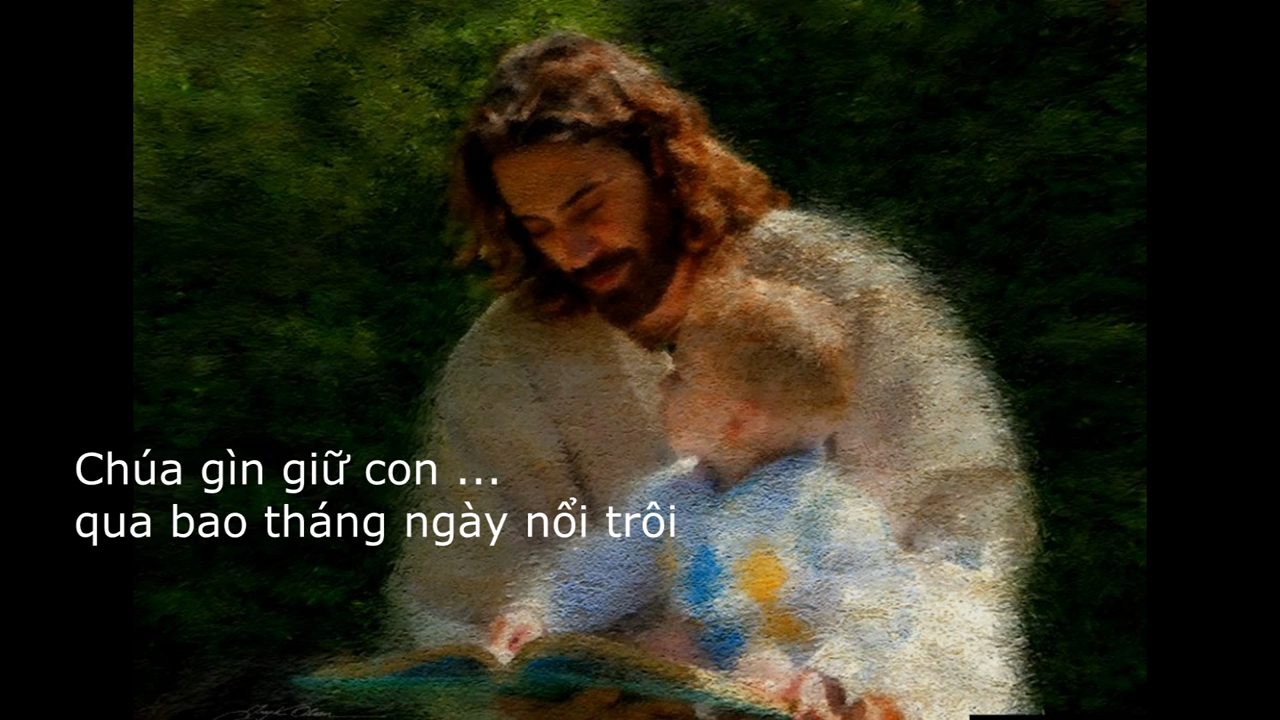 Chúa gìn giữ con ...
qua bao tháng ngày nổi trôi